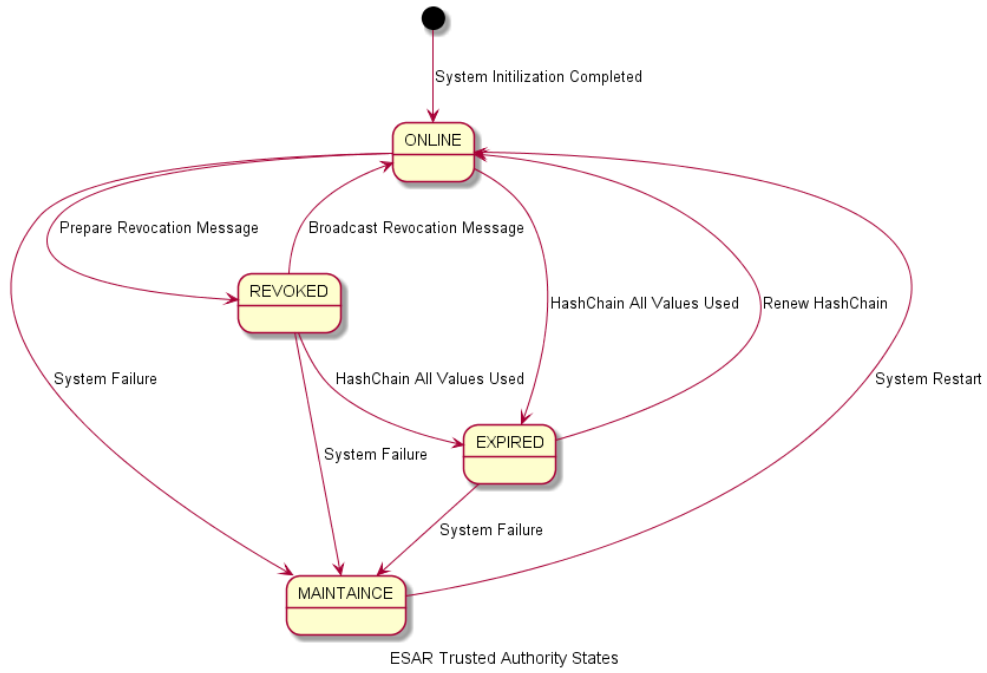 System Initilization Completed
ONLINE
Prepare Revocation Message
Broadcast Revocation Message
REVOKED
HashChain All Values Used
Renew HashChain
System Failure
HashChain All Values Used
System Restart
EXPIRED
System Failure
System Failure
MAINTAINCE
ESAR Trusted Authority States